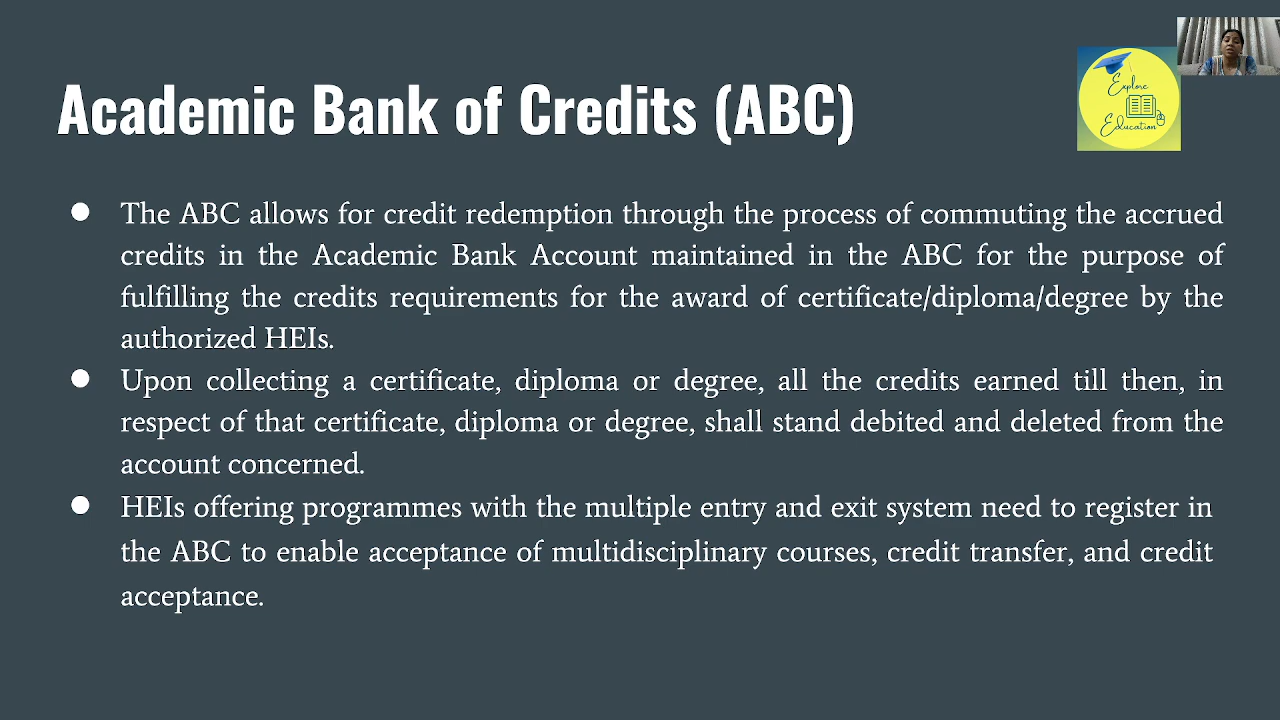 Academic Bank of Credits (ABC)
Explore
Education
The ABC allows for credit redemption through the process of commuting the accrued
credits in the Academic Bank Account maintained in the ABC for the purpose of
fulfilling the credits requirements for the award of certificate/diploma/degree by the
authorized HEIs.
Upon collecting a certificate, diploma or degree, all the credits earned till then, in
respect of that certificate, diploma or degree, shall stand debited and deleted from the
account concerned.
HEIs offering programmes with the multiple entry and exit system need to register in
the ABC to enable acceptance of multidisciplinary courses, credit transfer, and credit
acceptance.